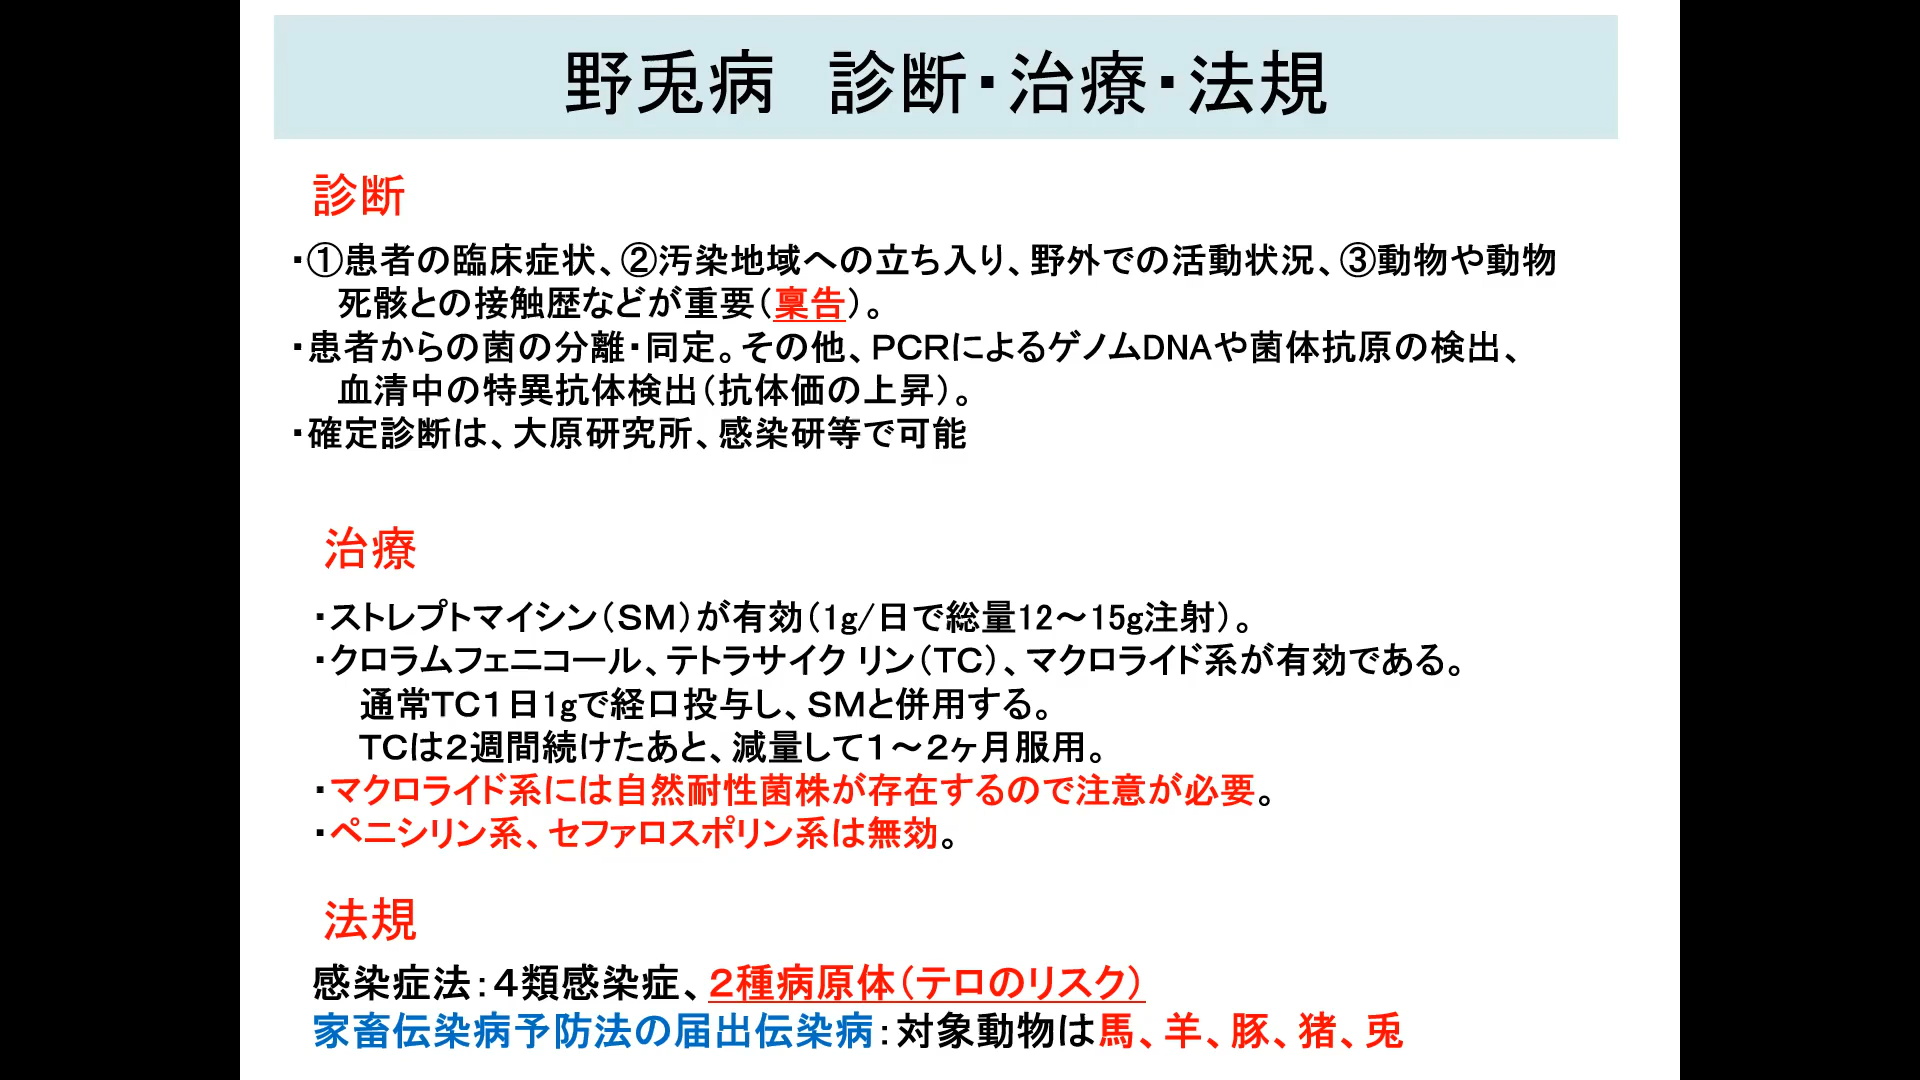 野兎病　診断・治療・法規
診断
・①患者の臨床症状、②汚染地域への立ち入り、野外での活動状況、③動物や動物
死骸との接触歴などが重要（稟告）。
・患者からの菌の分離・同定。その他、PCRによるゲノムDNAや菌体抗原の検出、
血清中の特異抗体検出（抗体価の上昇）。
・確定診断は、大原研究所、感染研等で可能
治療
・ストレプトマイシン（SM）が有効（1g/日で総量12～15g注射）。
・クロラムフェニコール、テトラサイクリン（TC）、マクロライド系が有効である。
通常TC１日1gで経口投与し、SMと併用する。
TCは２週間続けたあと、減量して１～２ヶ月服用。
・マクロライド系には自然耐性菌株が存在するので注意が必要。
・ペニシリン系、セファロスポリン系は無効。
法規
感染症法：４類感染症、２種病原体（テロのリスク）
家畜伝染病予防法の届出伝染病：対象動物は馬、羊、豚、猪、兎